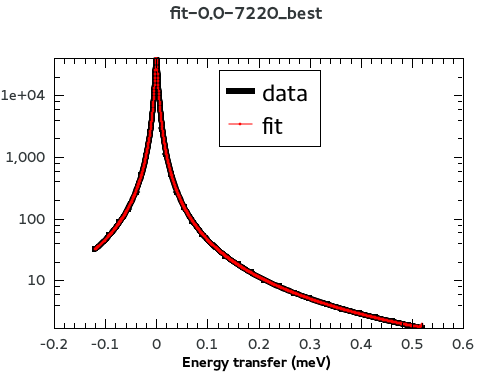 fit-0.0-7220_best
data
fit
1e+04
1,000
100
10
-0.2 -0.1 0 0.1 0.2 0.3 0.4 0.5 0.6
Energy transfer (meV)